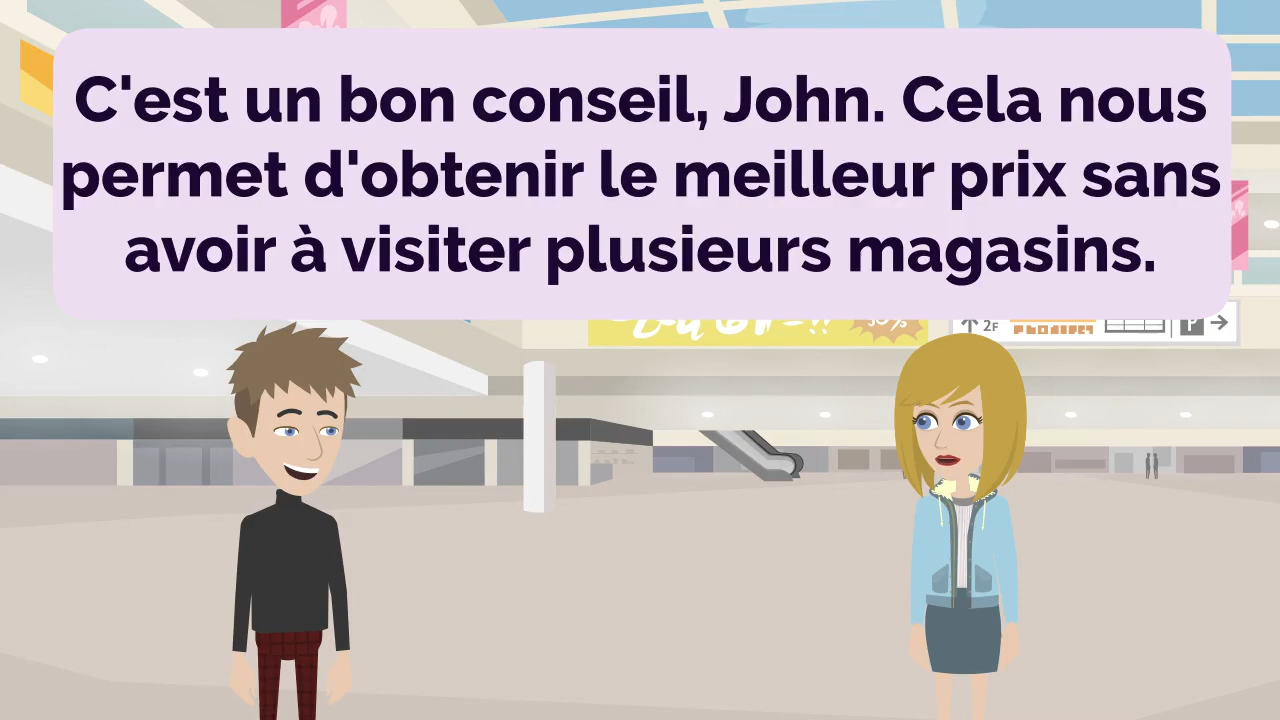 C'est un bon conseil, John. Cela nous
permet d'obtenir le meilleur prix sans
avoir à visiter plusieurs magasins.
2F
P